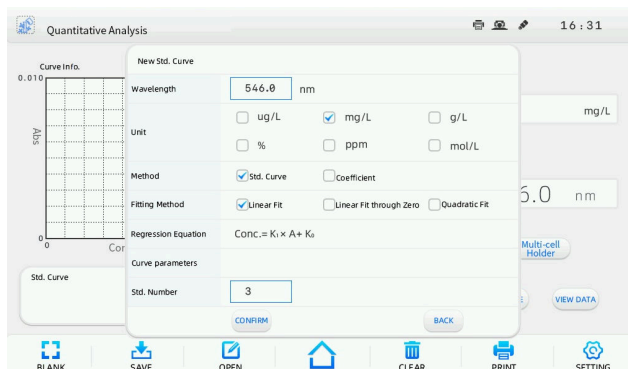 Quantitative Analysis
16:31
Curve Info.
New Std. Curve
0.010
Wavelength
546.0 nm
mg/L
Abs
Unit
ug/L
mg/L
g/L
%
ppm
mol/L
Method
Std. Curve
Coefficient
Fitting Method
Linear Fit
Linear Fit through Zero
Quadratic Fit
6.0 nm
Regression Equation
Conc.= K₁ × A+ K₀
0
0
Cor
Multi-cell
Holder
Curve parameters
Std. Curve
Std. Number
3
E
VIEW DATA
CONFIRM
BACK
BLANK
SAVE
OPEN
CLEAR
PRINT
SETTING